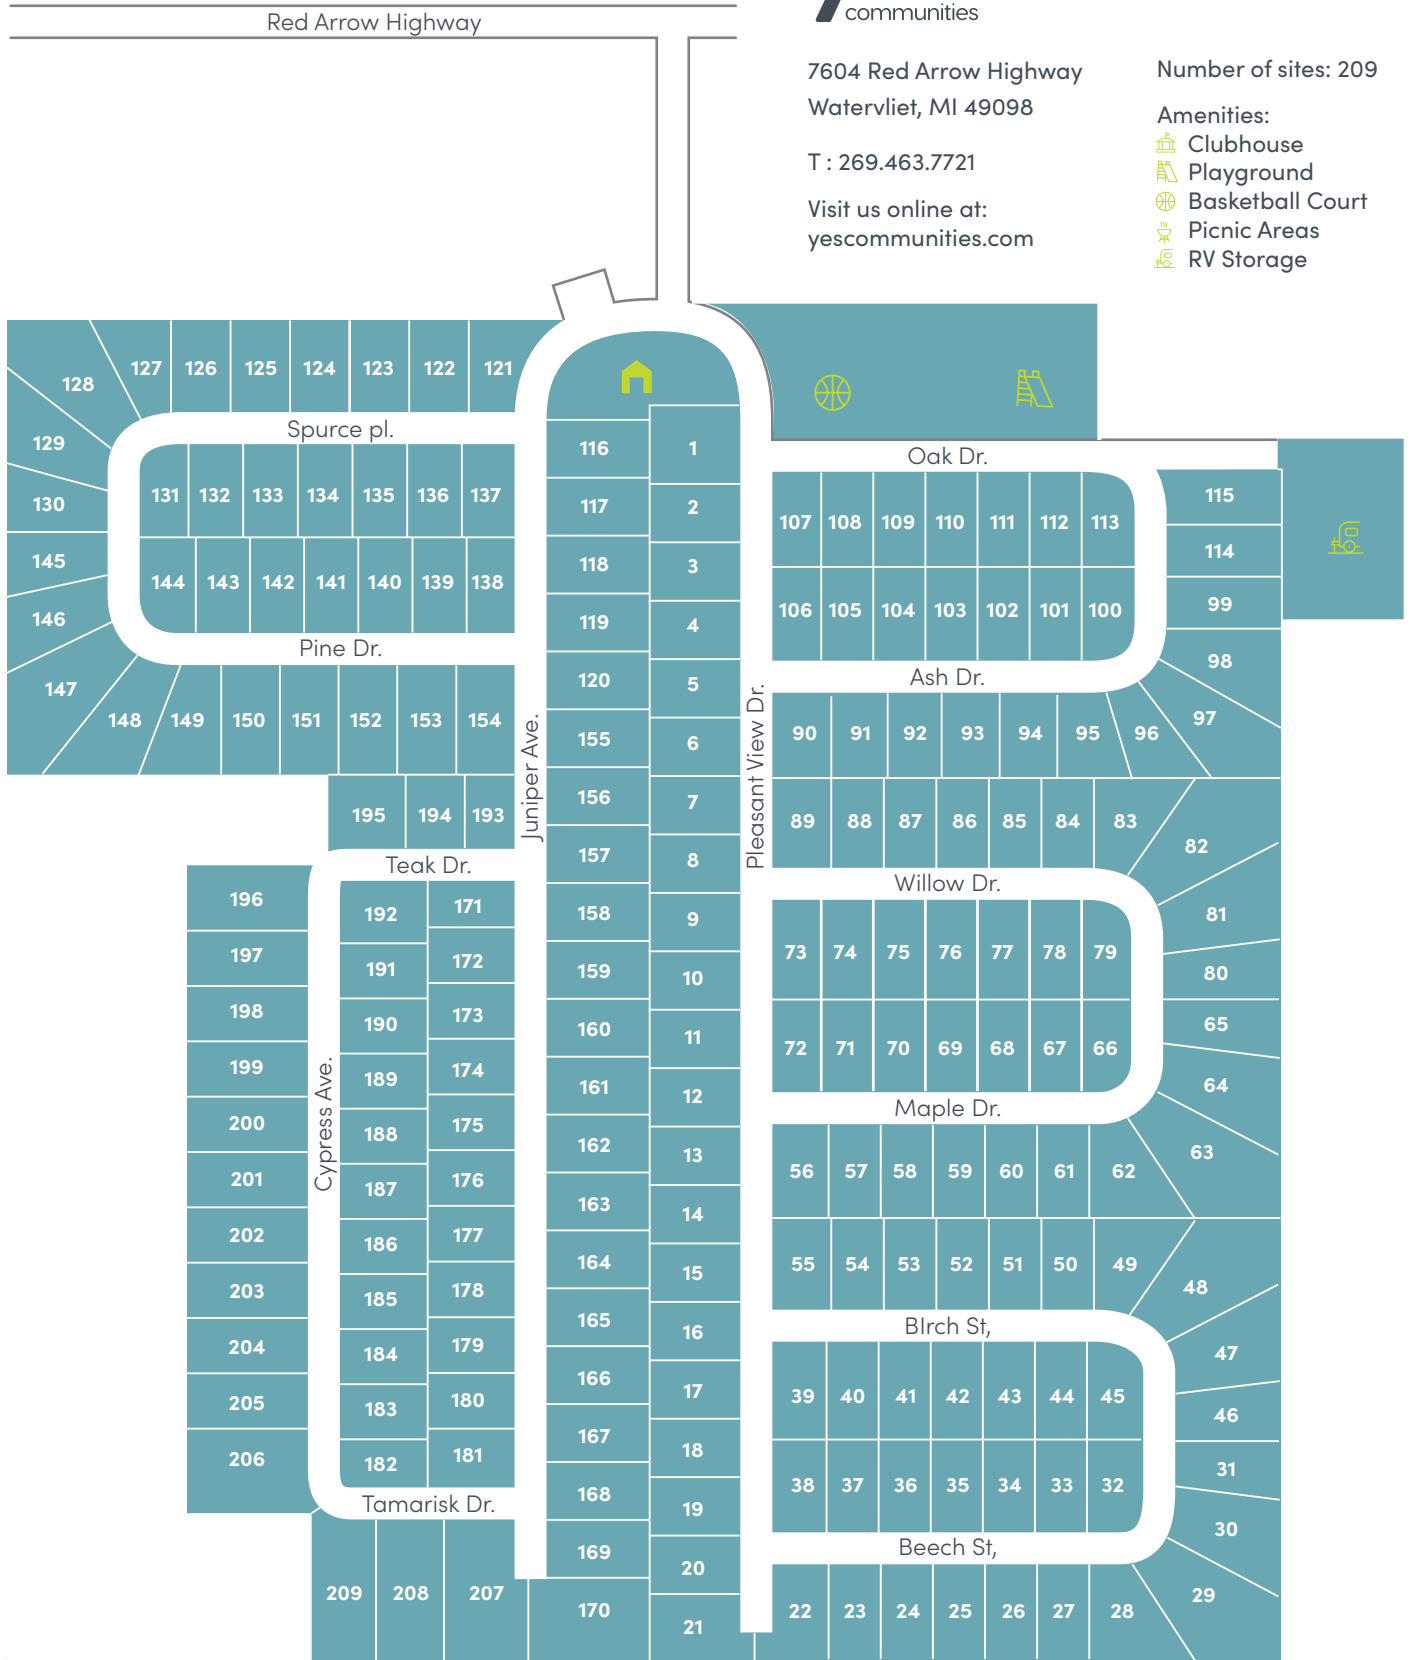 Red Arrow Highway
communities
7604 Red Arrow Highway
Watervliet, MI 49098
T : 269.463.7721
Visit us online at:
yescommunities.com
Number of sites: 209
Amenities:
Clubhouse
Playground
Basketball Court
Picnic Areas
RV Storage
128 127 126 125 124 123 122 121
129
130
145
146
147
Spurce pl.
131 132 133 134 135 136 137
144 143 142 141 140 139 138
Pine Dr.
148 149 150 151 152 153 154
195 194 193
Teak Dr.
196
197
198
199
200
201
202
203
204
205
206
Cypress Ave.
192
191
190
189
188
187
186
185
184
183
182
171
172
173
174
175
176
177
178
179
180
181
Tamarisk Dr.
209 208 207
Juniper Ave.
116
117
118
119
120
155
156
157
158
159
160
161
162
163
164
165
166
167
168
169
170
1
2
3
4
5
6
7
8
9
10
11
12
13
14
15
16
17
18
19
20
21
Pleasant View Dr.
Oak Dr.
107 108 109 110 111 112 113
106 105 104 103 102 101 100
115
114
99
98
97
Ash Dr.
90 91 92 93 94 95 96
89 88 87 86 85 84 83
82
81
80
65
64
63
Willow Dr.
73 74 75 76 77 78 79
72 71 70 69 68 67 66
Maple Dr.
56 57 58 59 60 61 62
55 54 53 52 51 50 49
48
47
46
31
30
29
BIrch St,
39 40 41 42 43 44 45
38 37 36 35 34 33 32
Beech St,
22 23 24 25 26 27 28